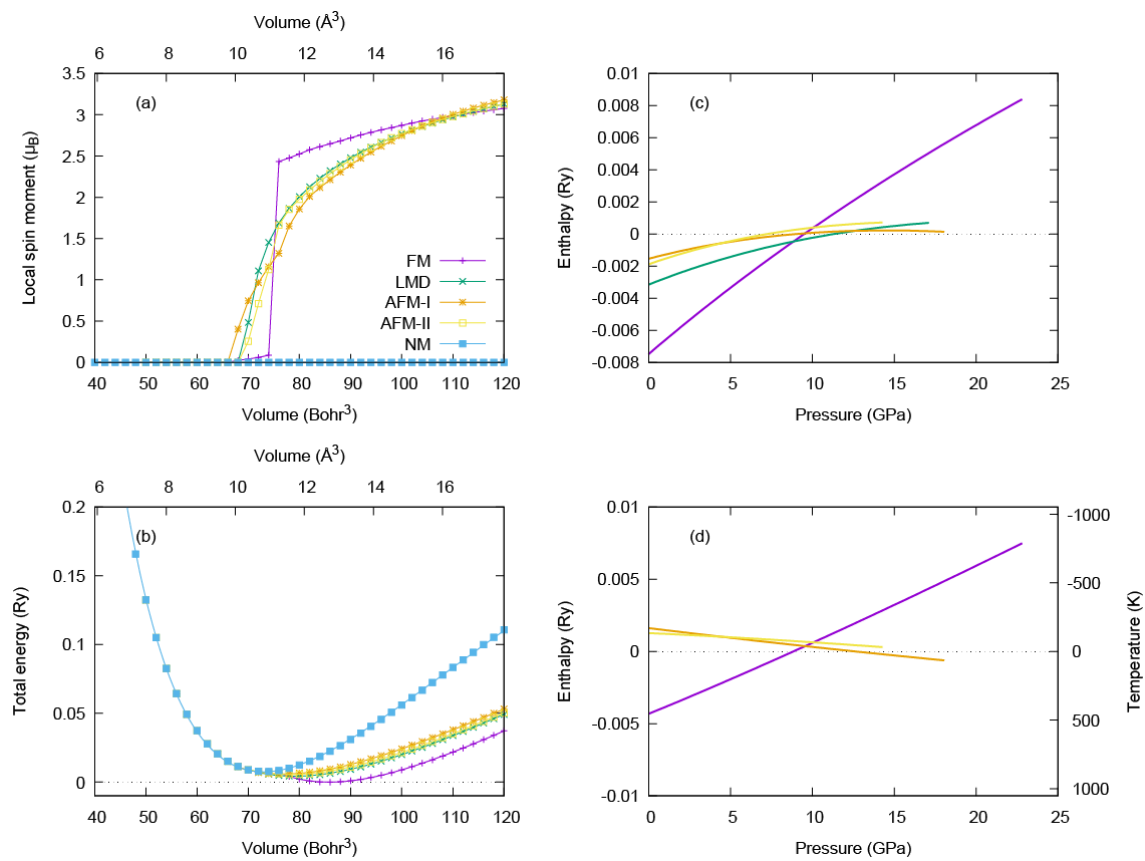 Volume (Å3)
6 8 10 12 14 16
3.5
3
2.5
2
1.5
1
0.5
0
Local spin moment (μB)
(a)
FM
LMD
AFM-I
AFM-II
NM
40 50 60 70 80 90 100 110 120
Volume (Bohr3)
0.01
0.008
0.006
0.004
0.002
0
-0.002
-0.004
-0.006
-0.008
Enthalpy (Ry)
(c)
0 5 10 15 20 25
Pressure (GPa)
Volume (Å3)
6 8 10 12 14 16
0.2
0.15
0.1
0.05
0
Total energy (Ry)
(b)
40 50 60 70 80 90 100 110 120
Volume (Bohr3)
0.01
0.005
0
-0.005
-0.01
Enthalpy (Ry)
(d)
-1000
-500
0
500
1000
Temperature (K)
0 5 10 15 20 25
Pressure (GPa)